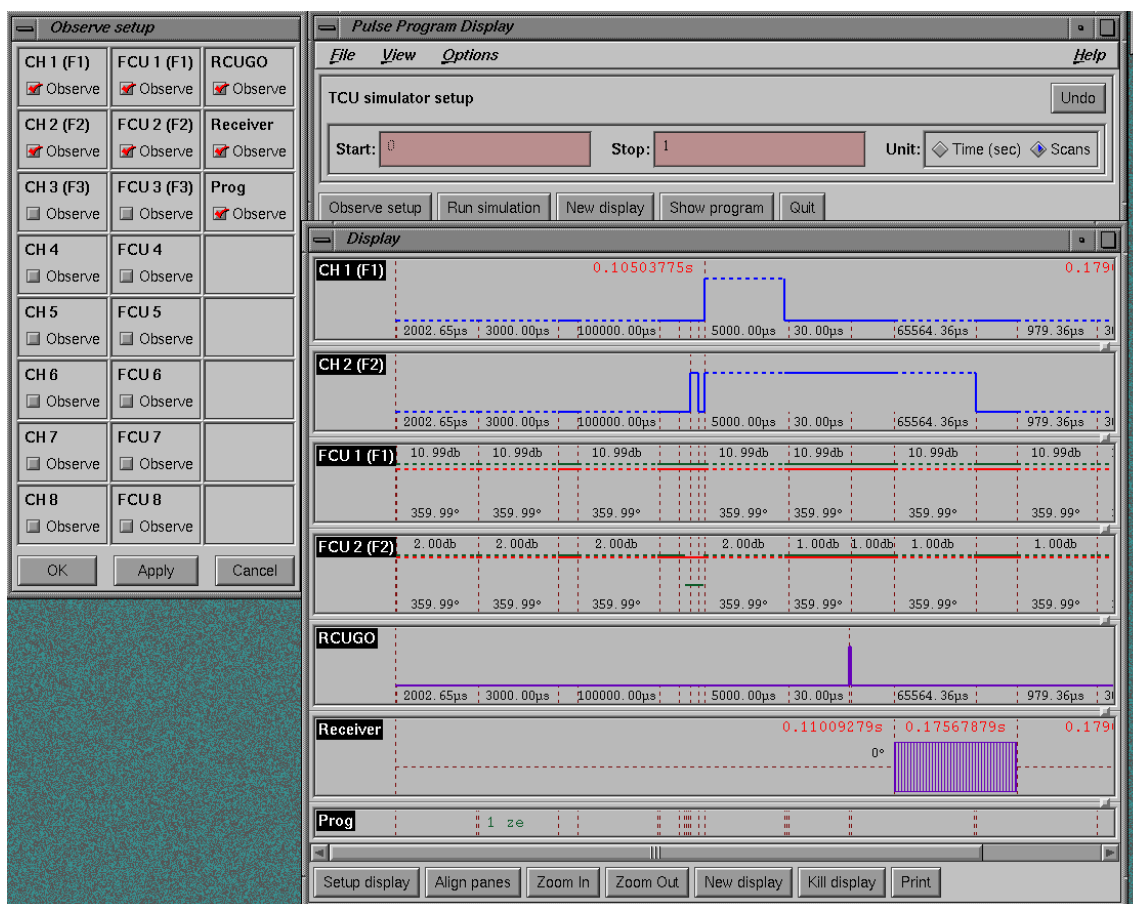 Observe setup
CH 1 (F1) FCU 1 (F1) RCUGO
Observe Observe Observe
CH 2 (F2) FCU 2 (F2) Receiver
Observe Observe Observe
CH 3 (F3) FCU 3 (F3) Prog
Observe Observe Observe
CH 4 FCU 4
Observe Observe
CH 5 FCU 5
Observe Observe
CH 6 FCU 6
Observe Observe
CH 7 FCU 7
Observe Observe
CH 8 FCU 8
Observe Observe
OK Apply Cancel
Pulse Program Display
File View Options Help
TCU simulator setup Undo
Start: 0 Stop: 1 Unit: Time (sec) Scans
Observe setup Run simulation New display Show program Quit
Display
CH 1 (F1) 0.10503775s 0.179
2002.65µs 3000.00µs 100000.00µs 5000.00µs 30.00µs 65564.36µs 979.36µs 3
CH 2 (F2)
2002.65µs 3000.00µs 100000.00µs 5000.00µs 30.00µs 65564.36µs 979.36µs 3
FCU 1 (F1) 10.99db 10.99db 10.99db 10.99db 10.99db 10.99db 10.99db
359.99° 359.99° 359.99° 359.99° 359.99° 359.99° 359.99°
FCU 2 (F2) 2.00db 2.00db 2.00db 2.00db 1.00db 1.00db 1.00db 1.00db
359.99° 359.99° 359.99° 359.99° 359.99° 359.99° 359.99°
RCUGO
2002.65µs 3000.00µs 100000.00µs 5000.00µs 30.00µs 65564.36µs 979.36µs 3
Receiver 0.11009279s 0.17567879s 0.179
0°
Prog 1 ze
Setup display Align panes Zoom In Zoom Out New display Kill display Print